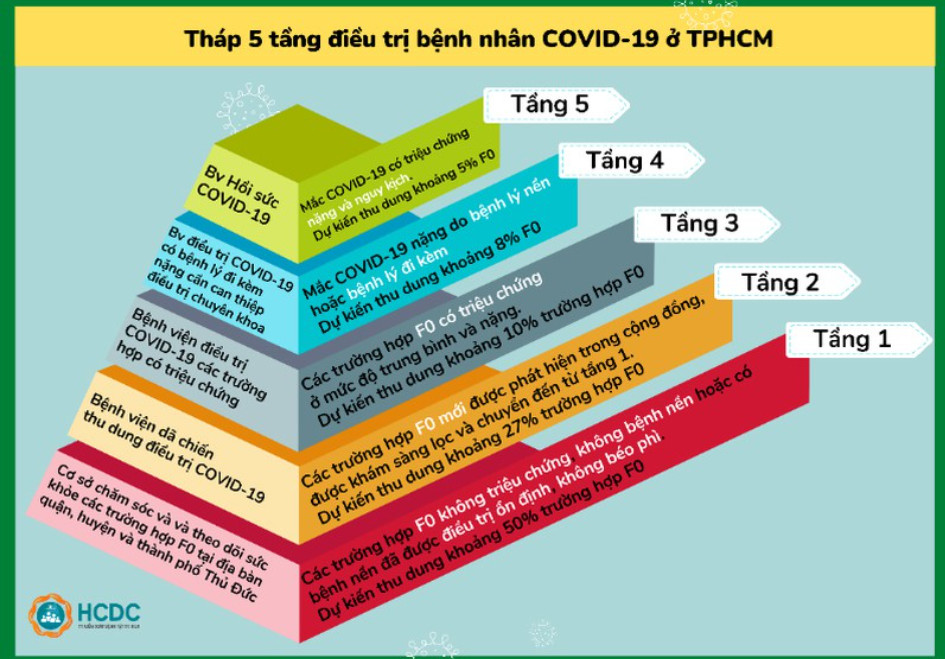 Tháp 5 tầng điều trị bệnh nhân COVID-19 ở TPHCM
Tầng 5
Bv Hồi sức
COVID-19
Mắc COVID-19 có triệu chứng
nặng và nguy kịch.
Dự kiến thu dung khoảng 5% F0
Tầng 4
Bv điều trị COVID-19
có bệnh lý đi kèm
nặng cần can thiệp
điều trị chuyên khoa
Mắc COVID-19 nặng do bệnh lý nền
hoặc bệnh lý đi kèm
Dự kiến thu dung khoảng 8% F0
Tầng 3
Bệnh viện điều trị
COVID-19 các trường
hợp có triệu chứng
Các trường hợp F0 có triệu chứng
ở mức độ trung bình và nặng.
Dự kiến thu dung khoảng 10% trường hợp F0
Tầng 2
Bệnh viện dã chiến
thu dung điều trị COVID-19
Các trường hợp F0 mới được phát hiện trong cộng đồng,
được khám sàng lọc và chuyển đến từ tầng 1.
Dự kiến thu dung khoảng 27% trường hợp F0
Tầng 1
Cơ sở chăm sóc và và theo dõi sức
khỏe các trường hợp F0 tại địa bàn
quận, huyện và thành phố Thủ Đức
Các trường hợp F0 không triệu chứng, không bệnh nền hoặc có
bệnh nền đã được điều trị ổn định, không béo phì.
Dự kiến thu dung khoảng 50% trường hợp F0
HCDC